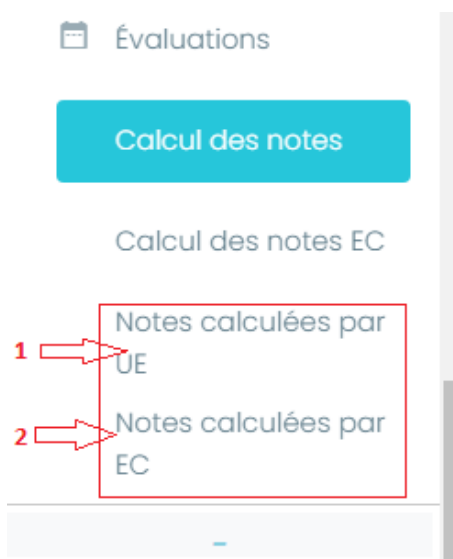 Évaluations
Calcul des notes
Calcul des notes EC
Notes calculées par
1
UE
Notes calculées par
2
EC